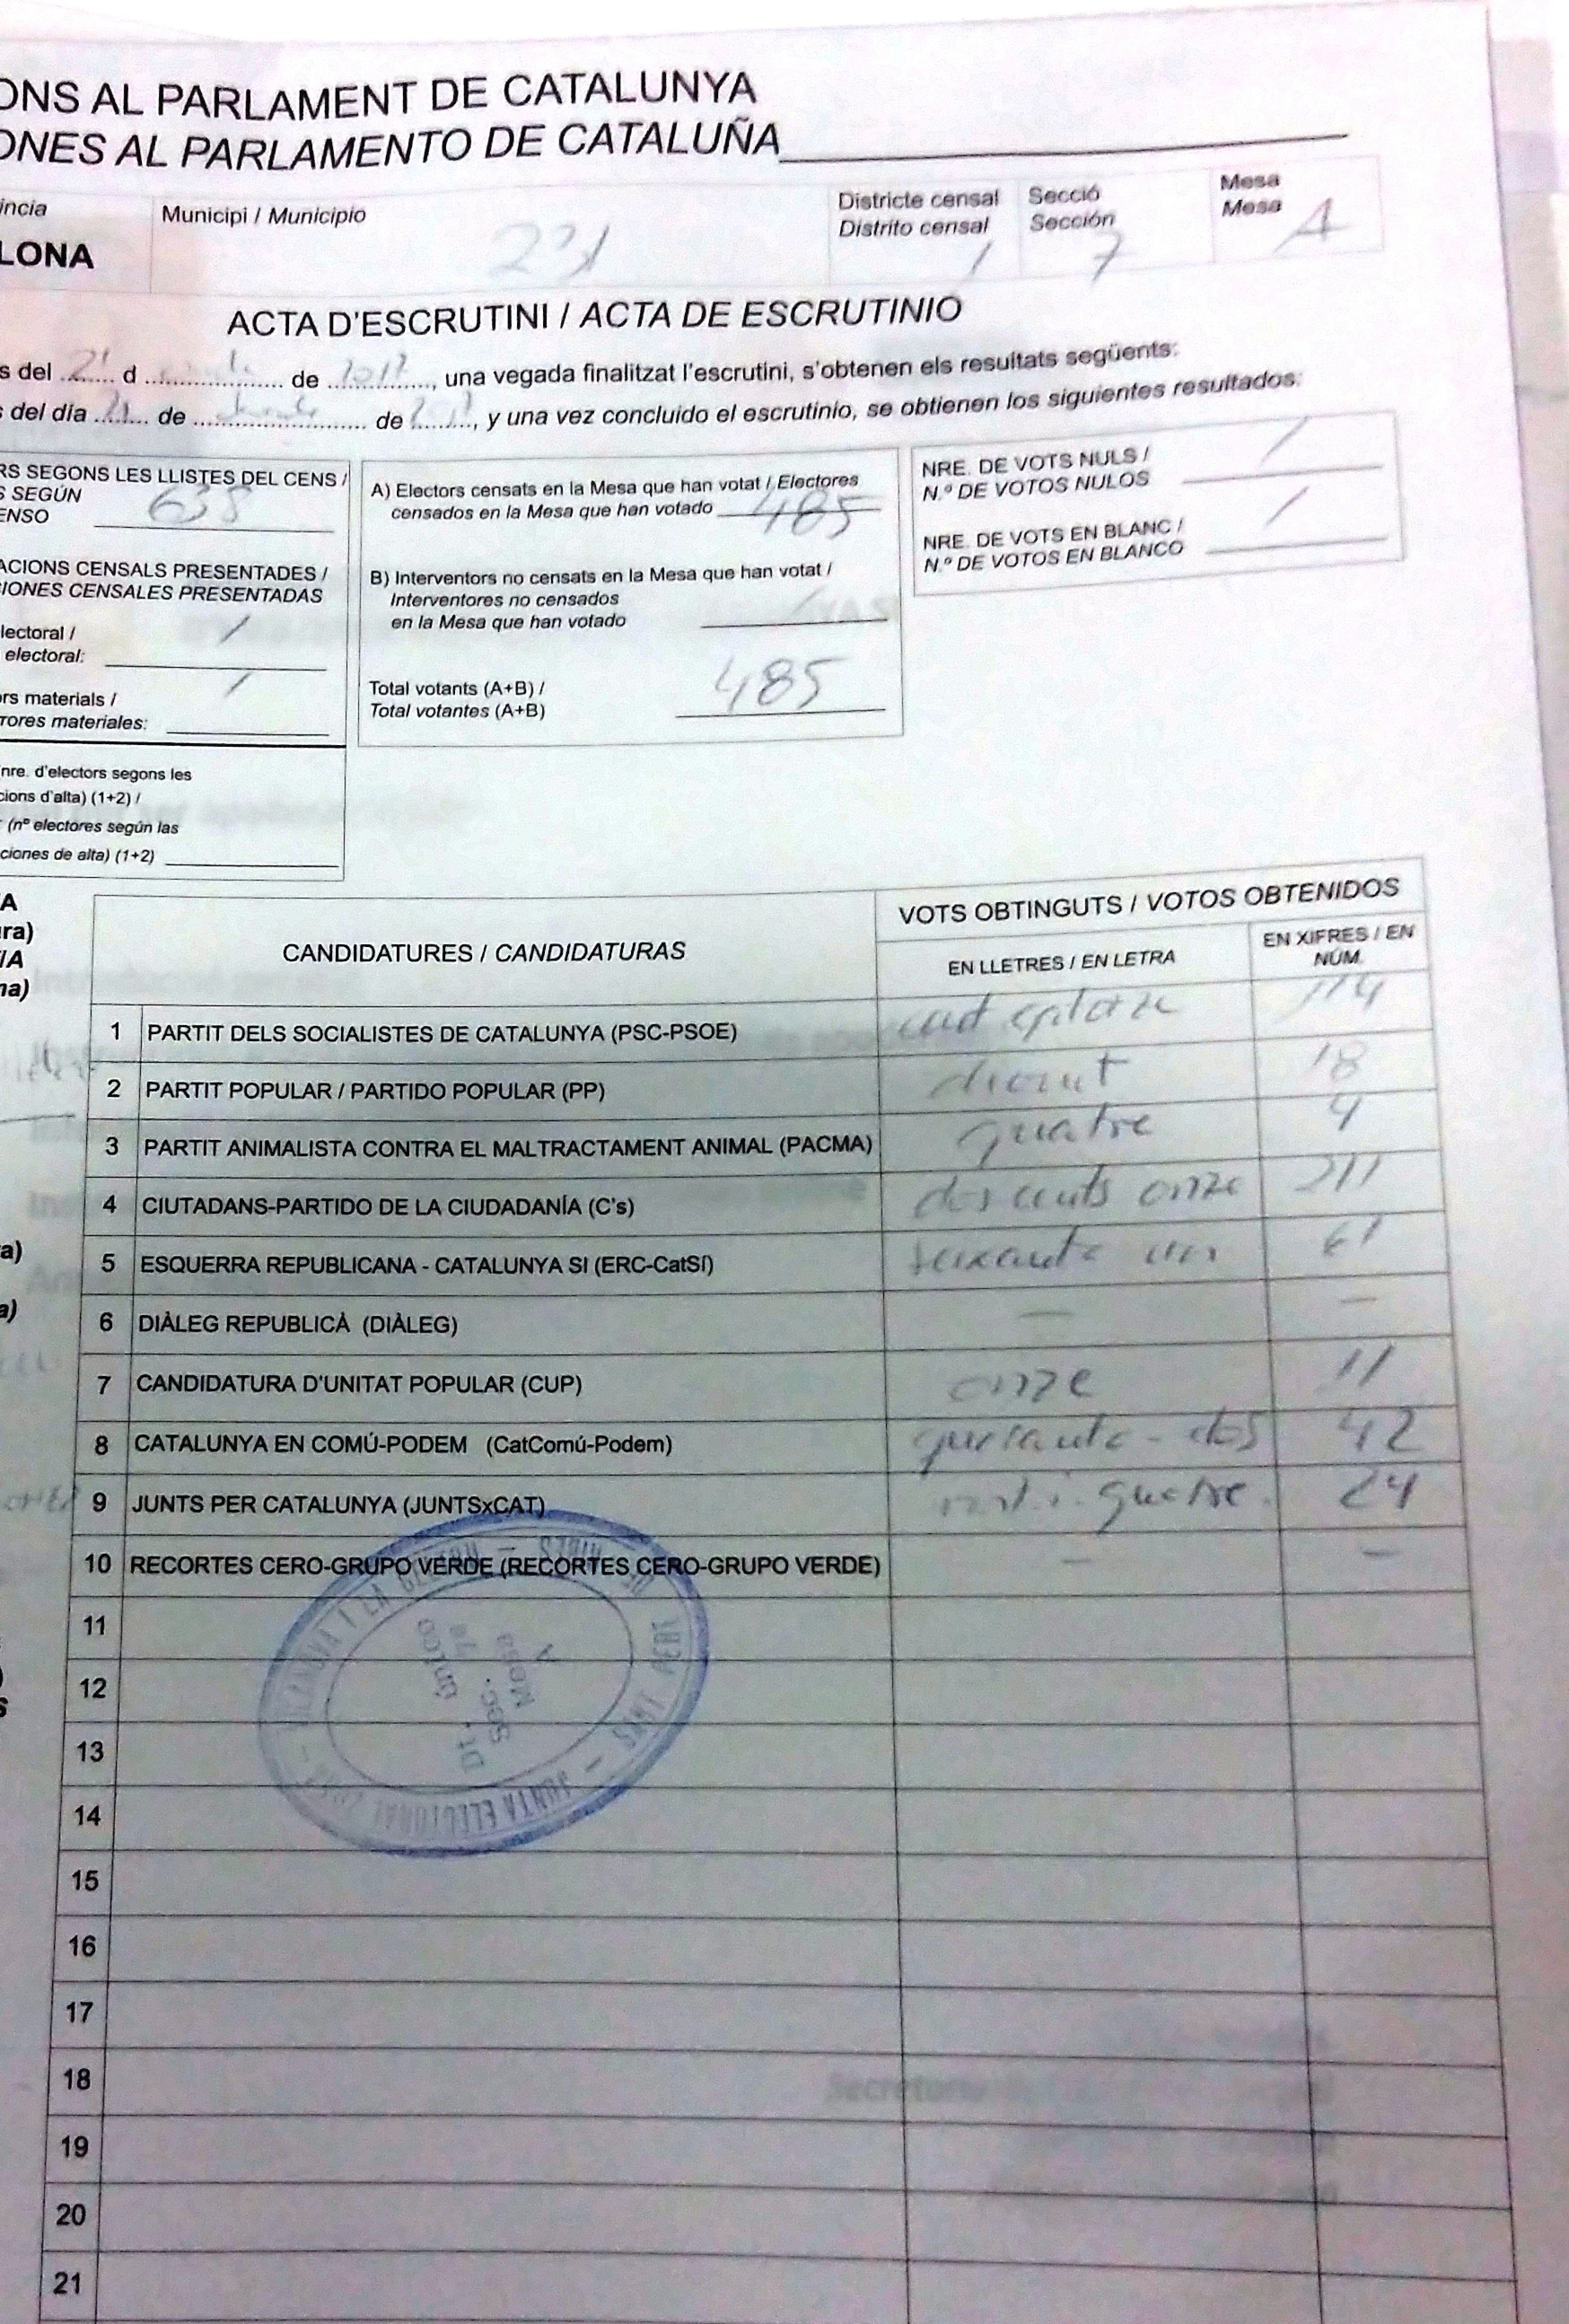 ONS AL PARLAMENT DE CATALUNYA
ONES AL PARLAMENTO DE CATALUÑA
incia
LONA
Municipi / Municipio
231
Districte censal
Distrito censal
1
Secció
Sección
7
Mesa
Mesa
A
ACTA D'ESCRUTINI / ACTA DE ESCRUTINIO
s del 21 d de 2017, una vegada finalitzat l'escrutini, s'obtenen els resultats següents:
s del día 21 de de 2017, y una vez concluido el escrutinio, se obtienen los siguientes resultados:
RS SEGONS LES LLISTES DEL CENS /
S SEGÚN
ENSO 638
ACIONS CENSALS PRESENTADES /
IONES CENSALES PRESENTADAS
lectoral /
electoral: /
ors materials /
rores materiales: /
nre. d'electors segons les
cions d'alta) (1+2) /
(nº electores según las
ciones de alta) (1+2)
A) Electors censats en la Mesa que han votat / Electores
censados en la Mesa que han votado 485
B) Interventors no censats en la Mesa que han votat /
Interventores no censados
en la Mesa que han votado
Total votants (A+B) /
Total votantes (A+B) 485
NRE. DE VOTS NULS /
N.º DE VOTOS NULOS /
NRE. DE VOTS EN BLANC /
N.º DE VOTOS EN BLANCO /
A
ra)
/A
na)
a)
a)
CANDIDATURES / CANDIDATURAS
VOTS OBTINGUTS / VOTOS OBTENIDOS
EN LLETRES / EN LETRA
EN XIFRES / EN
NÚM.
1 PARTIT DELS SOCIALISTES DE CATALUNYA (PSC-PSOE) 114
2 PARTIT POPULAR / PARTIDO POPULAR (PP) 18
3 PARTIT ANIMALISTA CONTRA EL MALTRACTAMENT ANIMAL (PACMA) quatre 4
4 CIUTADANS-PARTIDO DE LA CIUDADANÍA (C's) dos cents onze 211
5 ESQUERRA REPUBLICANA - CATALUNYA SI (ERC-CatSÍ) seixanta un 61
6 DIÀLEG REPUBLICÀ (DIÀLEG) — —
7 CANDIDATURA D'UNITAT POPULAR (CUP) onze 11
8 CATALUNYA EN COMÚ-PODEM (CatComú-Podem) quranta-dos 42
9 JUNTS PER CATALUNYA (JUNTSxCAT) vint-i-quatre 24
10 RECORTES CERO-GRUPO VERDE (RECORTES CERO-GRUPO VERDE) — —
11
12
13
14
15
16
17
18
19
20
21
JUNTA ELECTORAL
SANT PERE DE RIBES
VILANOVA I LA GELTRÚ
Dt. Único
Sec. 7a
Mesa A